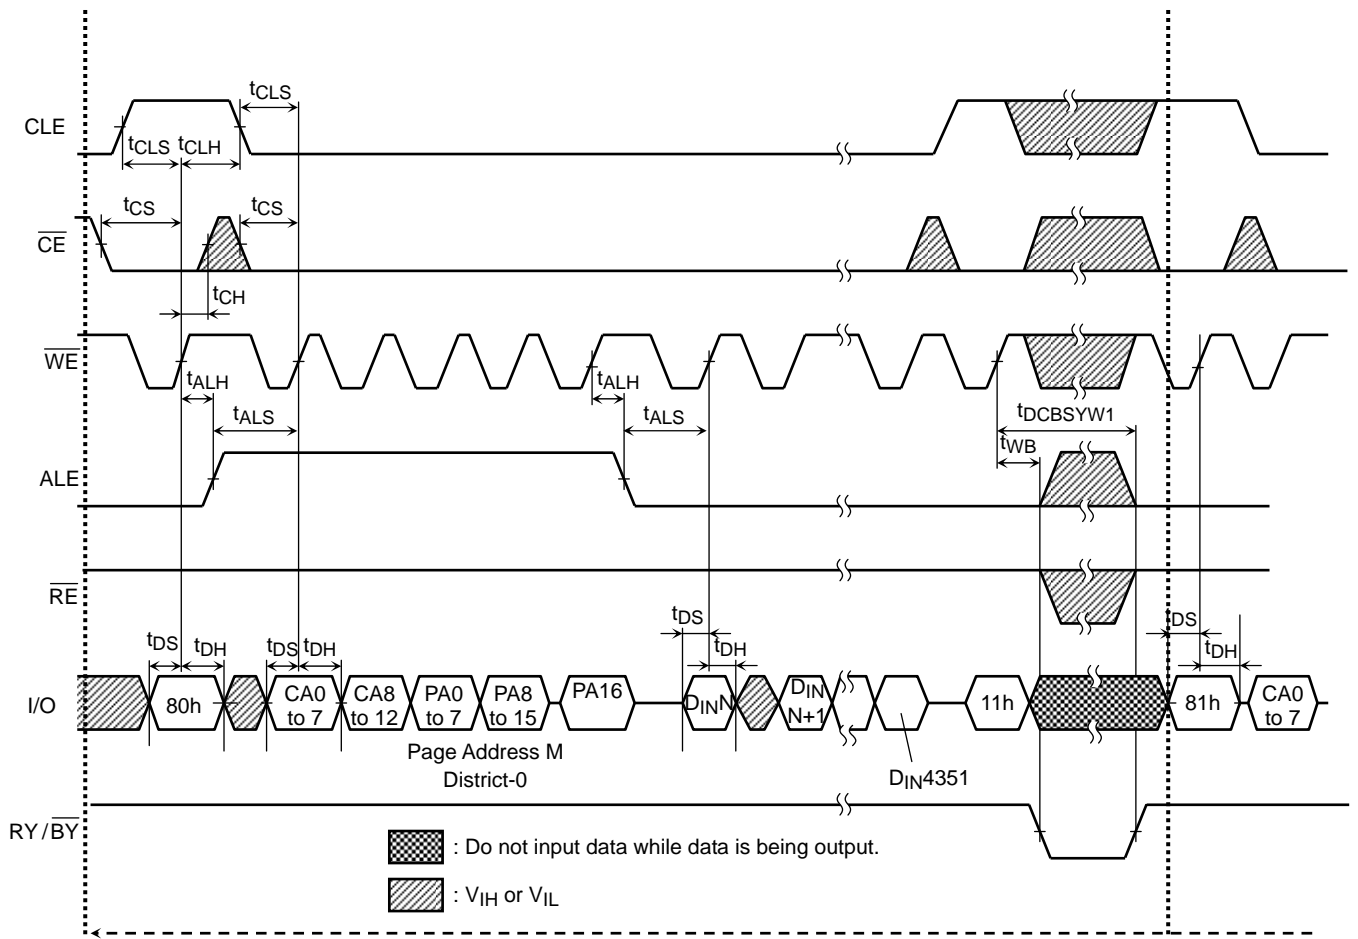 tCLS
CLE
tCLS tCLH
tCS tCS
CE
tCH
WE
tALH tALH
tALS tALS tDCBSYW1
tWB
ALE
RE
tDS tDS
tDS tDH tDS tDH tDH tDH
I/O 80h CA0 to 7 CA8 to 12 PA0 to 7 PA8 to 15 PA16 DINN DIN N+1 11h 81h CA0 to 7
Page Address M
District-0
DIN4351
RY/BY
: Do not input data while data is being output.
: VIH or VIL